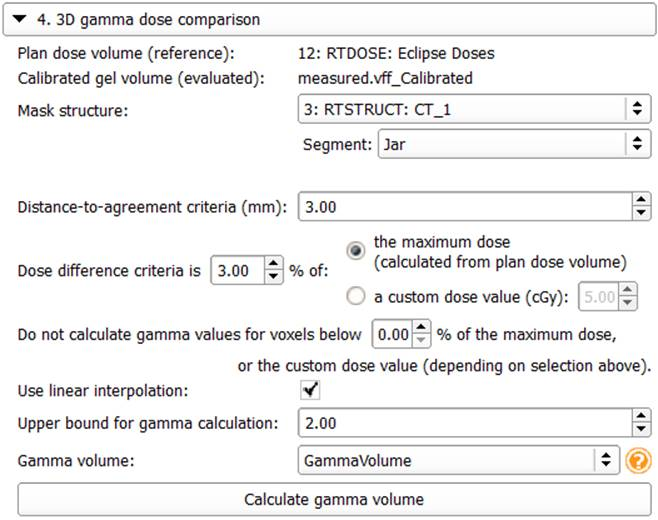 4. 3D gamma dose comparison
Plan dose volume (reference): 12: RTDOSE: Eclipse Doses
Calibrated gel volume (evaluated): measured.vff_Calibrated
Mask structure: 3: RTSTRUCT: CT_1
Segment: Jar
Distance-to-agreement criteria (mm): 3.00
Dose difference criteria is 3.00 % of:
the maximum dose
(calculated from plan dose volume)
a custom dose value (cGy): 5.00
Do not calculate gamma values for voxels below 0.00 % of the maximum dose,
or the custom dose value (depending on selection above).
Use linear interpolation:
Upper bound for gamma calculation: 2.00
Gamma volume: GammaVolume ?
Calculate gamma volume